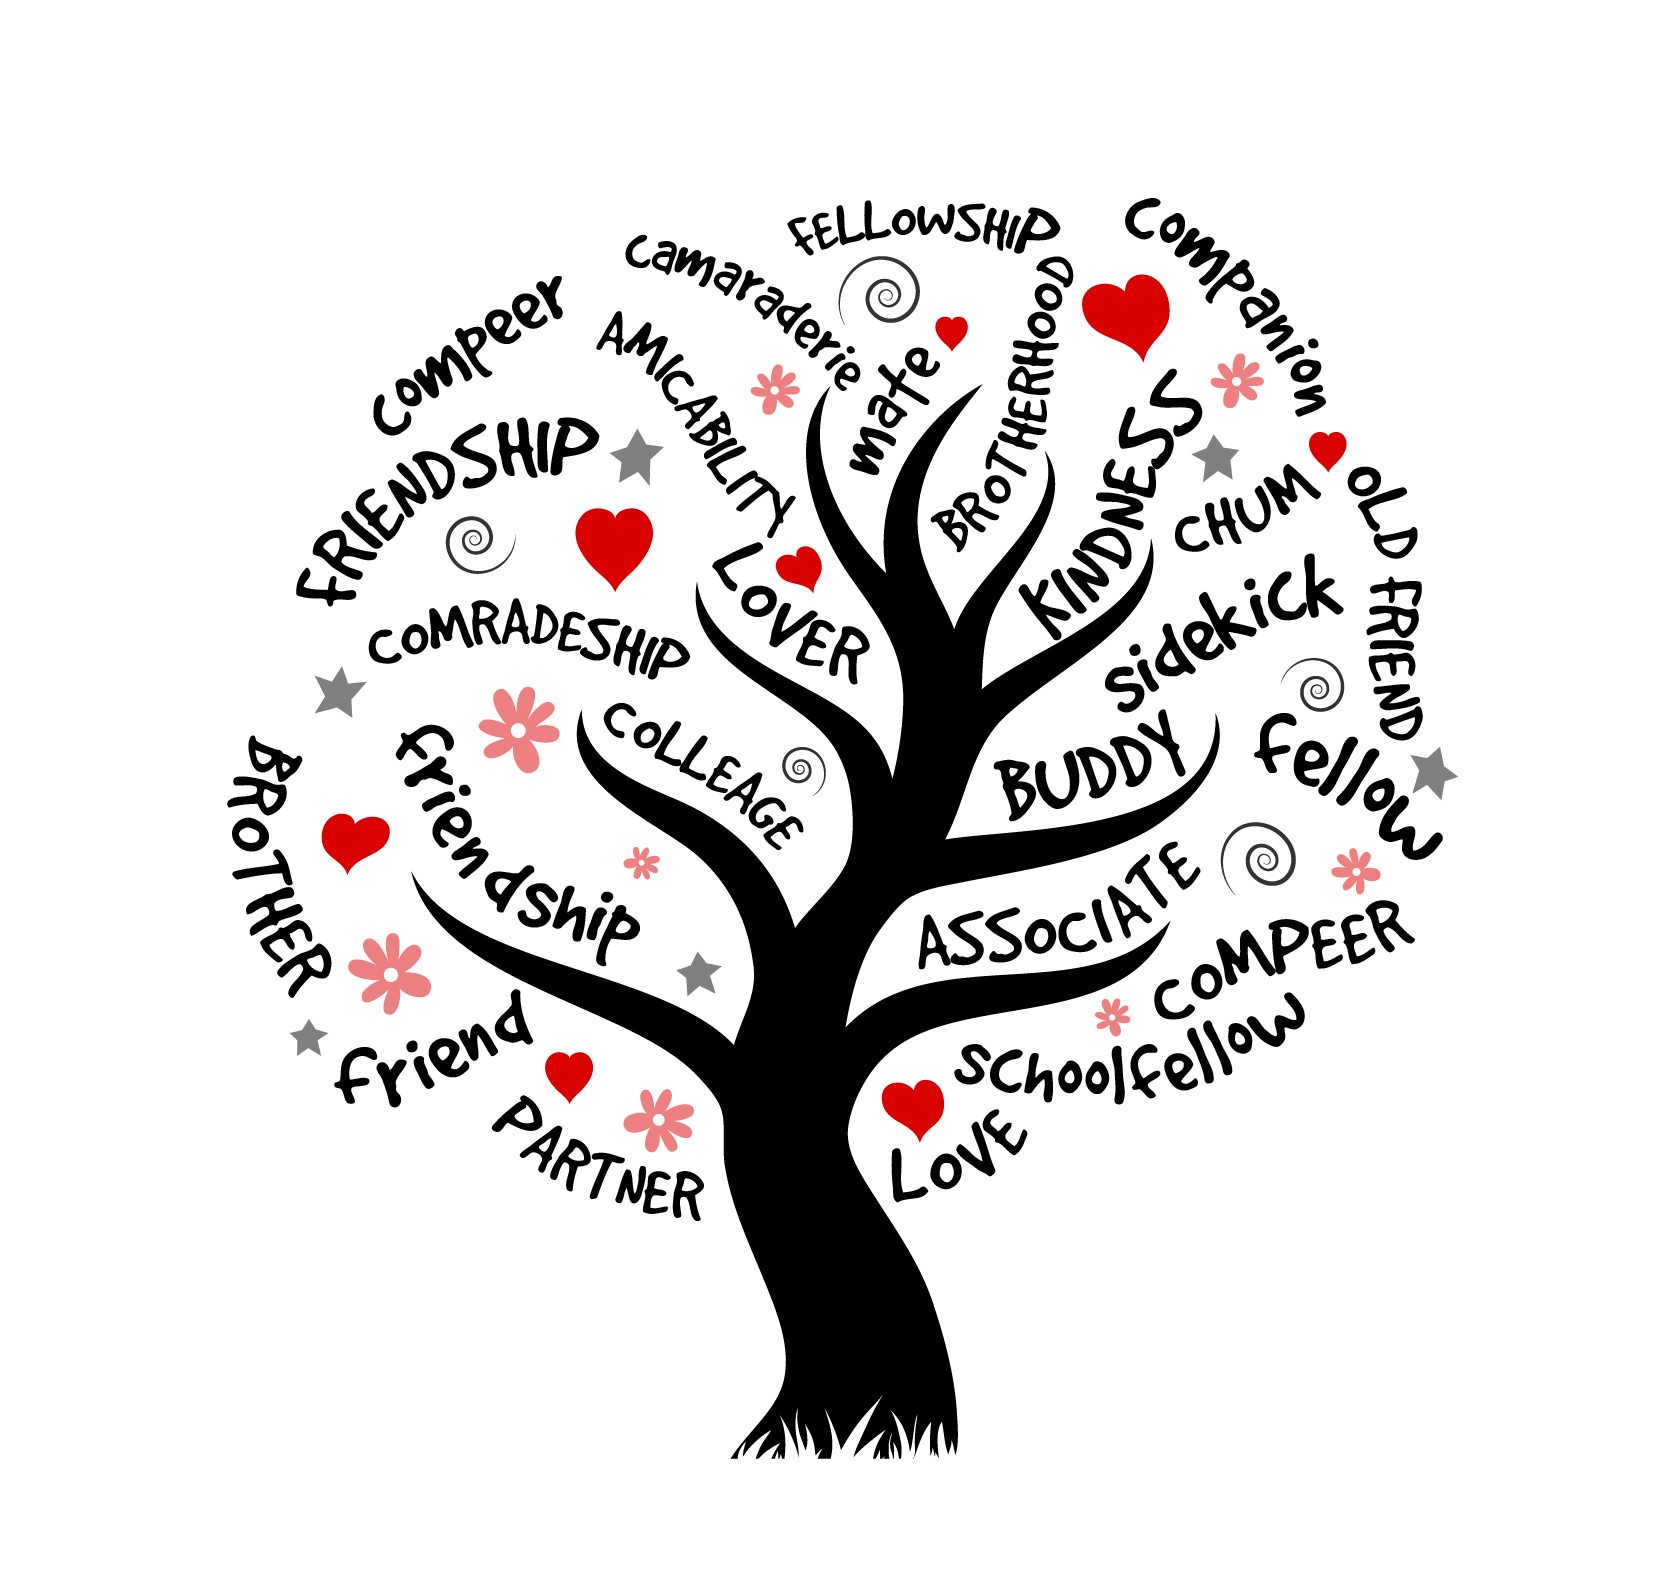 FELLOWSHIP
companion
camaraderie
compeer
AMICABILITY
mate
BROTHERHOOD
KINDNESS
FRIENDSHIP
CHUM
OLD FRIEND
LOVER
sidekick
COMRADESHIP
COLLEAGE
BUDDY
fellow
BROTHER
friendship
ASSOCIATE
COMPEER
friend
schoolfellow
PARTNER
LOVE